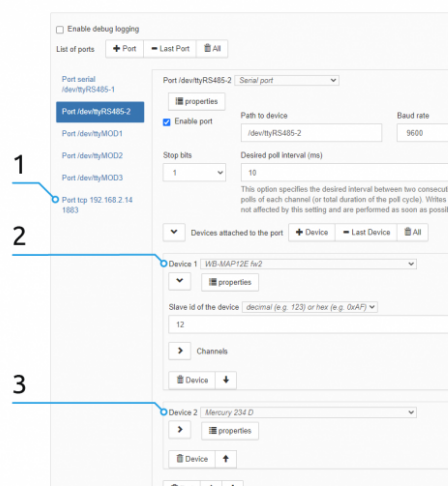 Enable debug logging
List of ports + Port − Last Port All
Port serial
/dev/ttyRS485-1
Port /dev/ttyRS485-2
Port /dev/ttyMOD1
Port /dev/ttyMOD2
Port /dev/ttyMOD3
Port tcp 192.168.2.14
1883
1
2
3
Port /dev/ttyRS485-2 Serial port
properties
Enable port
Path to device Baud rate
/dev/ttyRS485-2 9600
Stop bits Desired poll interval (ms)
1 10
This option specifies the desired interval between two consecut
polls of each channel (or total duration of the poll cycle). Writes
not affected by this setting and are performed as soon as possil
Devices attached to the port + Device − Last Device All
Device 1 WB-MAP12E fw2
properties
Slave id of the device decimal (e.g. 123) or hex (e.g. 0xAF)
12
Channels
Device
Device 2 Mercury 234 D
properties
Device